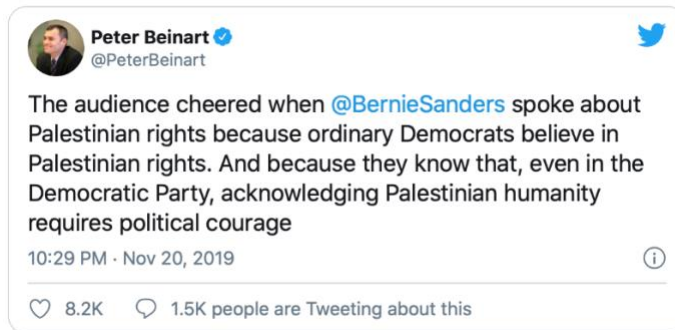 Peter Beinart
@PeterBeinart
The audience cheered when @BernieSanders spoke about
Palestinian rights because ordinary Democrats believe in
Palestinian rights. And because they know that, even in the
Democratic Party, acknowledging Palestinian humanity
requires political courage
10:29 PM · Nov 20, 2019
8.2K 1.5K people are Tweeting about this